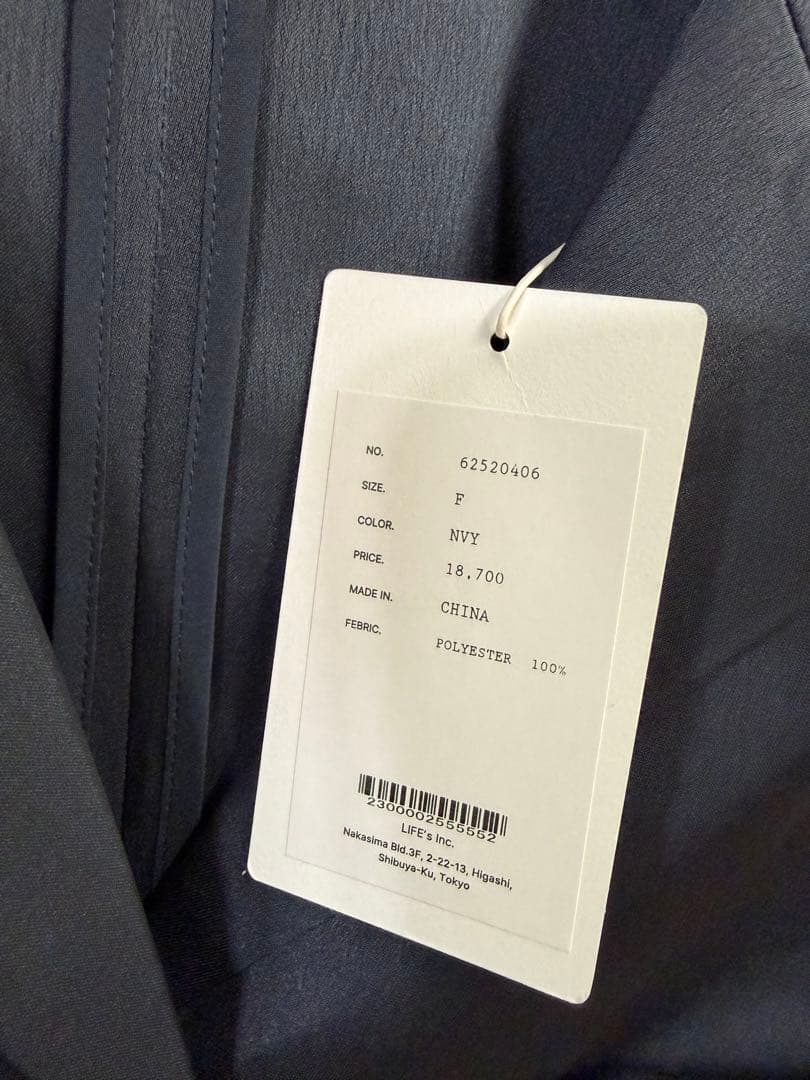 NO. 62520406
SIZE. F
COLOR. NVY
PRICE. 18,700
MADE IN. CHINA
FEBRIC. POLYESTER 100%
2300002555552
LIFE's Inc.
Nakasima Bld.3F, 2-22-13, Higashi,
Shibuya-Ku, Tokyo